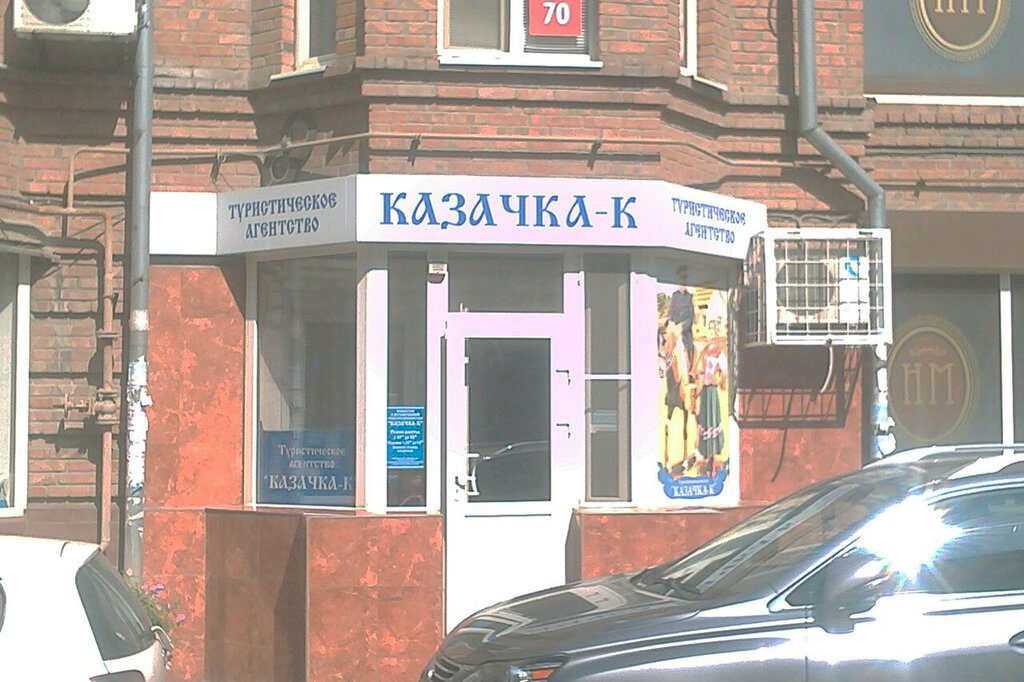 70
НМ
ТУРИСТИЧЕСКОЕ
АГЕНТСТВО
КАЗАЧКА-К
ТУРИСТИЧЕСКОЕ
АГЕНТСТВО
НМ
"КАЗАЧКА-К"
Туристическое
агентство
"КАЗАЧКА-К
КАЗАЧКА-К